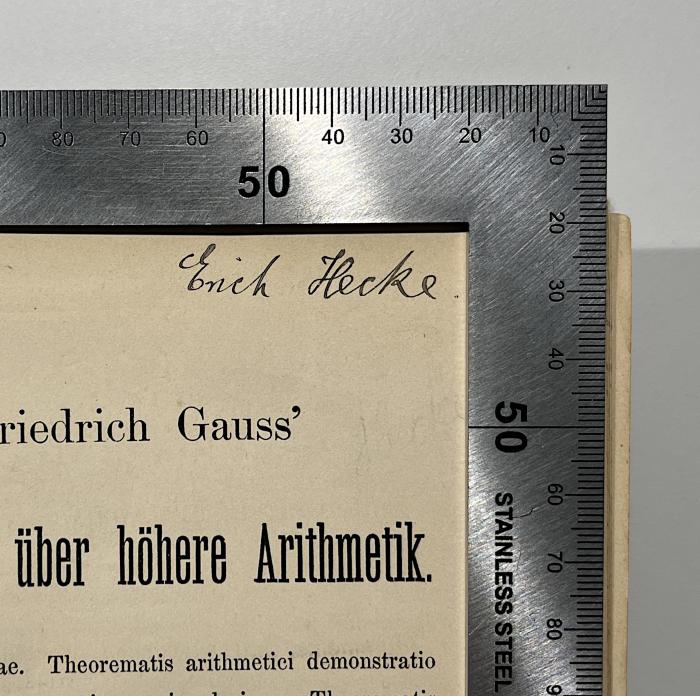 80 70 60 50 40 30 20 10
10
20
30
40
50
60
70
80
STAINLESS STEEL
Erich Hecke.
riedrich Gauss’
über höhere Arithmetik.
ae. Theorematis arithmetici demonstratio